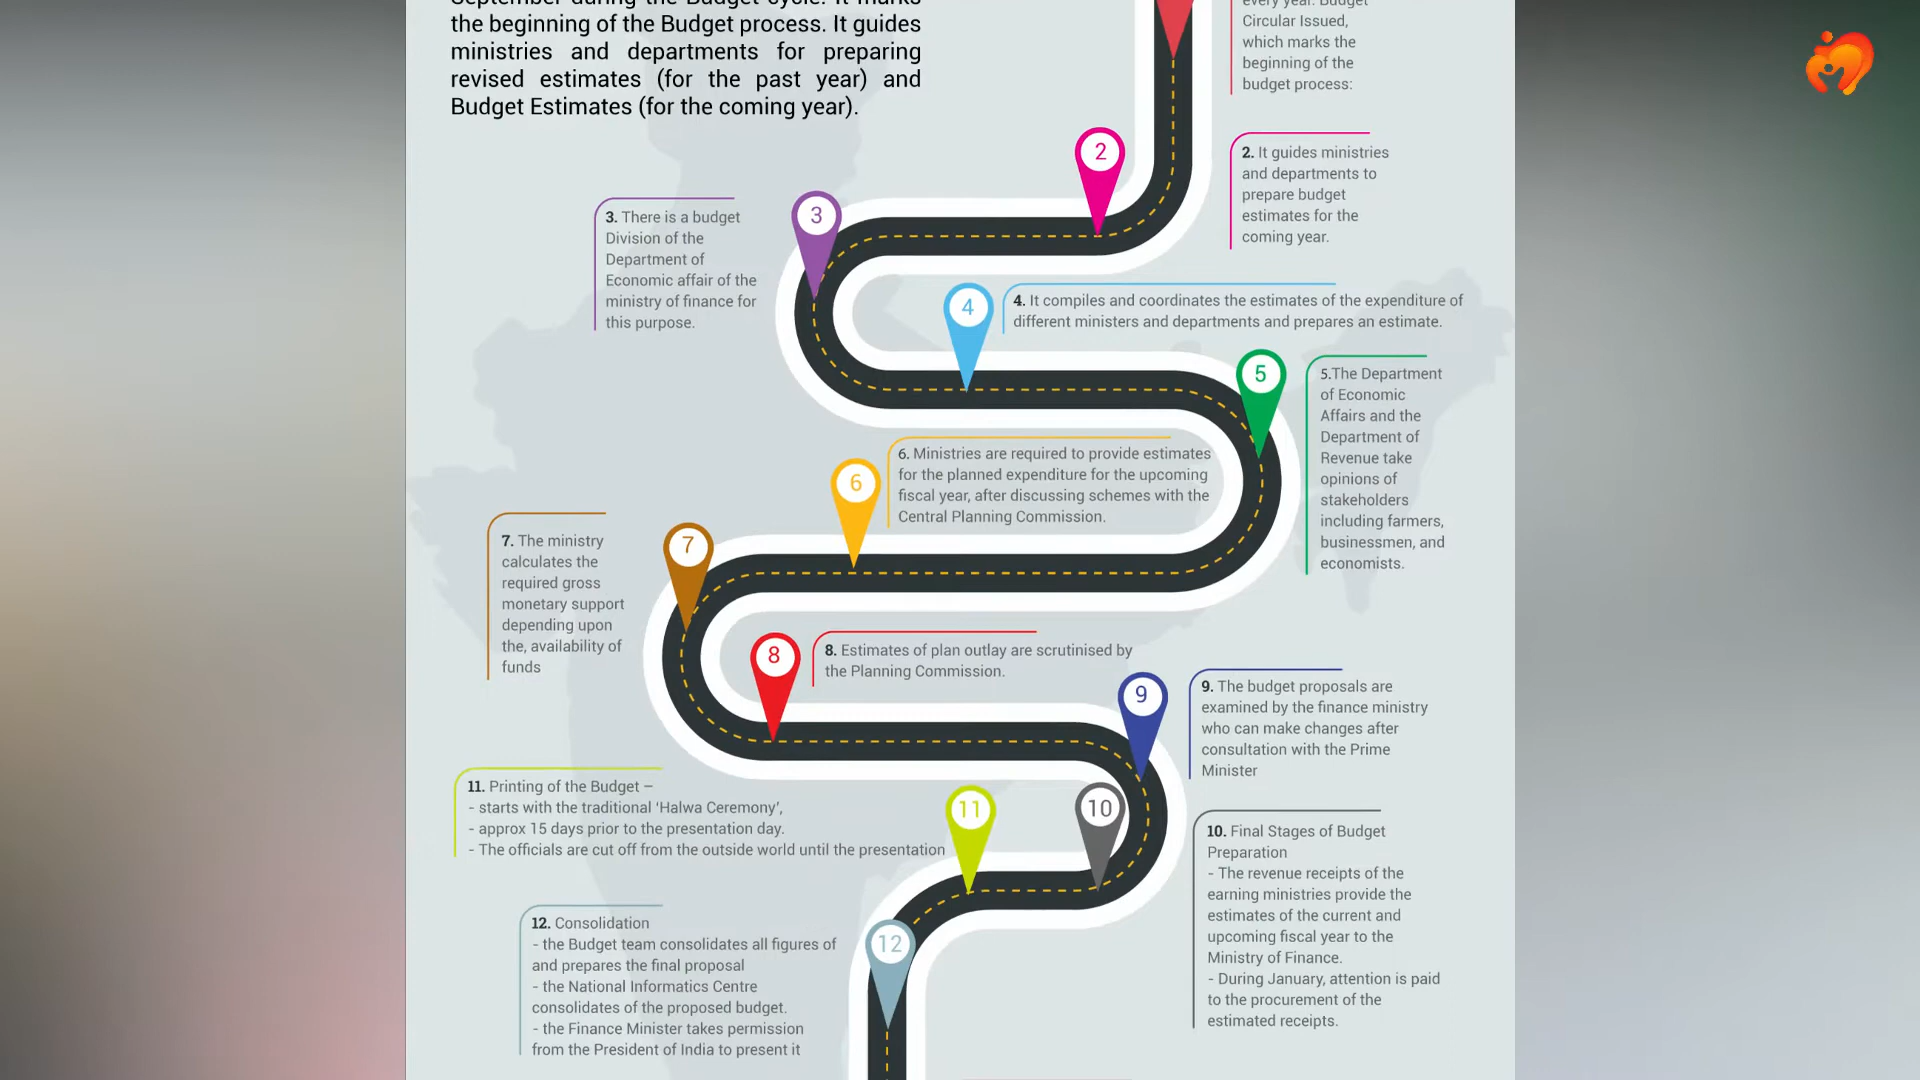 September during the Budget cycle. It marks
the beginning of the Budget process. It guides
ministries and departments for preparing
revised estimates (for the past year) and
Budget Estimates (for the coming year).
every year. Budget
Circular Issued,
which marks the
beginning of the
budget process:
2
2. It guides ministries
and departments to
prepare budget
estimates for the
coming year.
3
3. There is a budget
Division of the
Department of
Economic affair of the
ministry of finance for
this purpose.
4
4. It compiles and coordinates the estimates of the expenditure of
different ministers and departments and prepares an estimate.
5
5.The Department
of Economic
Affairs and the
Department of
Revenue take
opinions of
stakeholders
including farmers,
businessmen, and
economists.
6
6. Ministries are required to provide estimates
for the planned expenditure for the upcoming
fiscal year, after discussing schemes with the
Central Planning Commission.
7
7. The ministry
calculates the
required gross
monetary support
depending upon
the, availability of
funds
8
8. Estimates of plan outlay are scrutinised by
the Planning Commission.
9
9. The budget proposals are
examined by the finance ministry
who can make changes after
consultation with the Prime
Minister
10
10. Final Stages of Budget
Preparation
- The revenue receipts of the
earning ministries provide the
estimates of the current and
upcoming fiscal year to the
Ministry of Finance.
- During January, attention is paid
to the procurement of the
estimated receipts.
11
11. Printing of the Budget –
- starts with the traditional ‘Halwa Ceremony’,
- approx 15 days prior to the presentation day.
- The officials are cut off from the outside world until the presentation
12
12. Consolidation
- the Budget team consolidates all figures of
and prepares the final proposal
- the National Informatics Centre
consolidates of the proposed budget.
- the Finance Minister takes permission
from the President of India to present it